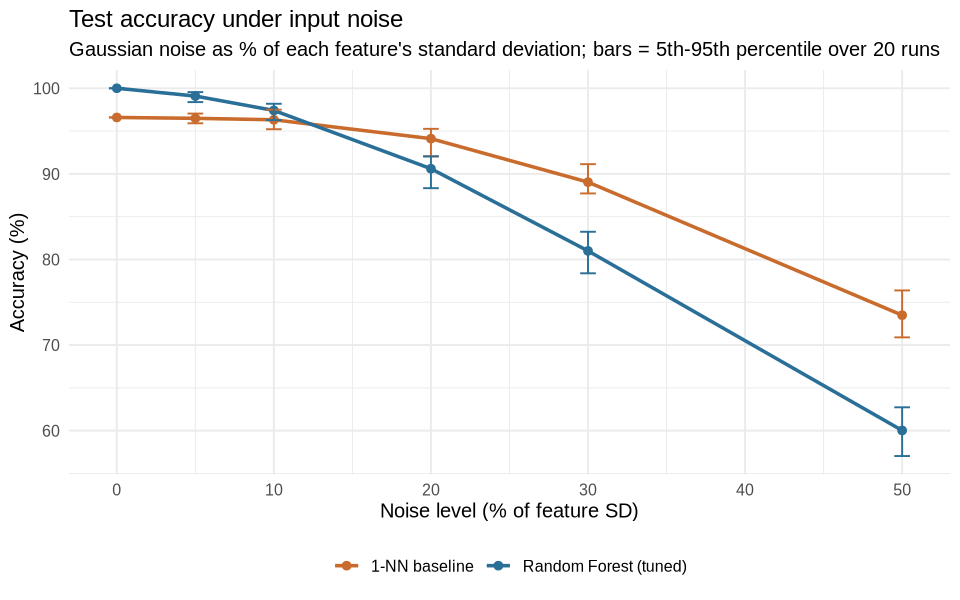 Test accuracy under input noise
Gaussian noise as % of each feature's standard deviation; bars = 5th-95th percentile over 20 runs
Accuracy (%)
100
90
80
70
60
0 10 20 30 40 50
Noise level (% of feature SD)
1-NN baseline Random Forest (tuned)